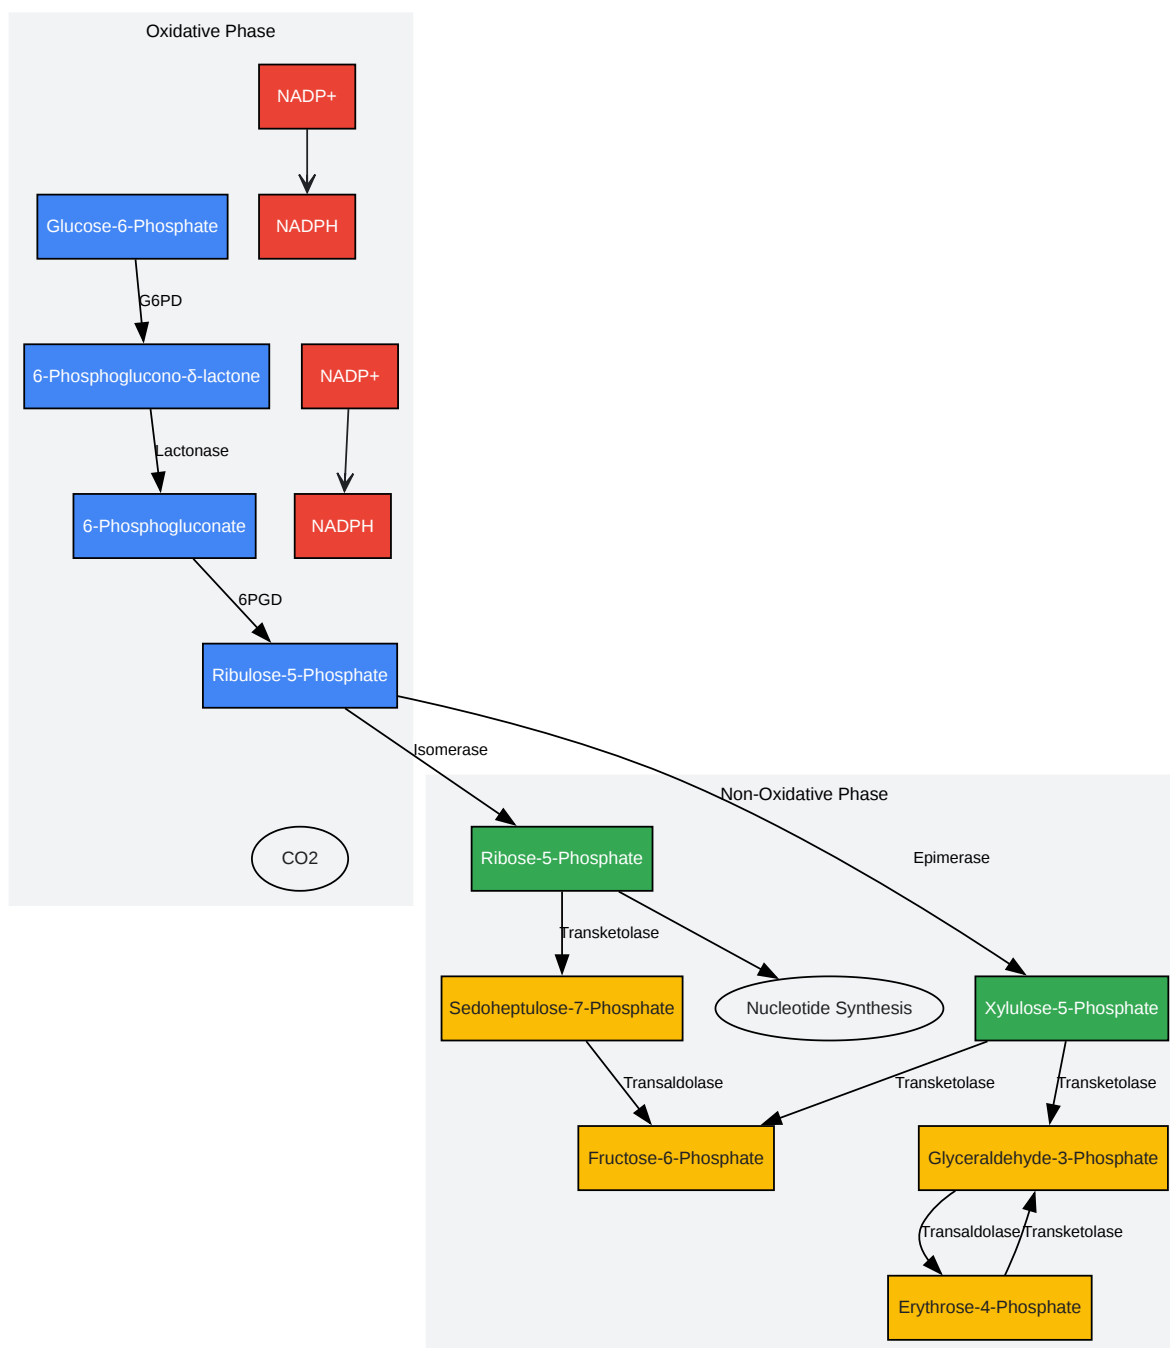 Oxidative Phase
NADP+
Glucose-6-Phosphate
NADPH
G6PD
6-Phosphoglucono-δ-lactone
NADP+
Lactonase
6-Phosphogluconate
NADPH
6PGD
Ribulose-5-Phosphate
Isomerase
Non-Oxidative Phase
CO2
Ribose-5-Phosphate
Epimerase
Transketolase
Sedoheptulose-7-Phosphate
Nucleotide Synthesis
Xylulose-5-Phosphate
Transaldolase
Transketolase
Transketolase
Fructose-6-Phosphate
Glyceraldehyde-3-Phosphate
Transaldolase
Transketolase
Erythrose-4-Phosphate